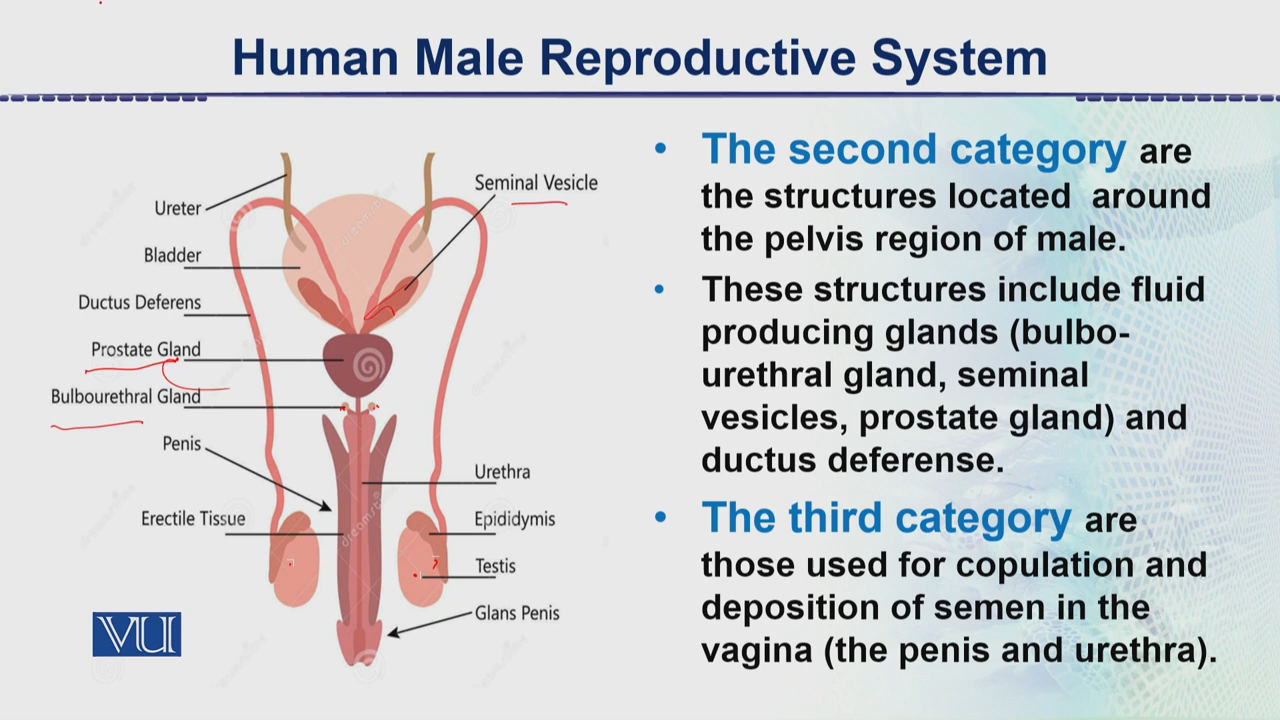 Human Male Reproductive System
Seminal Vesicle
Ureter
Bladder
Ductus Deferens
Prostate Gland
Bulbourethral Gland
Penis
Urethra
Erectile Tissue
Epididymis
Testis
Glans Penis
VU
• The second category are
the structures located around
the pelvis region of male.
• These structures include fluid
producing glands (bulbo-
urethral gland, seminal
vesicles, prostate gland) and
ductus deferense.
• The third category are
those used for copulation and
deposition of semen in the
vagina (the penis and urethra).